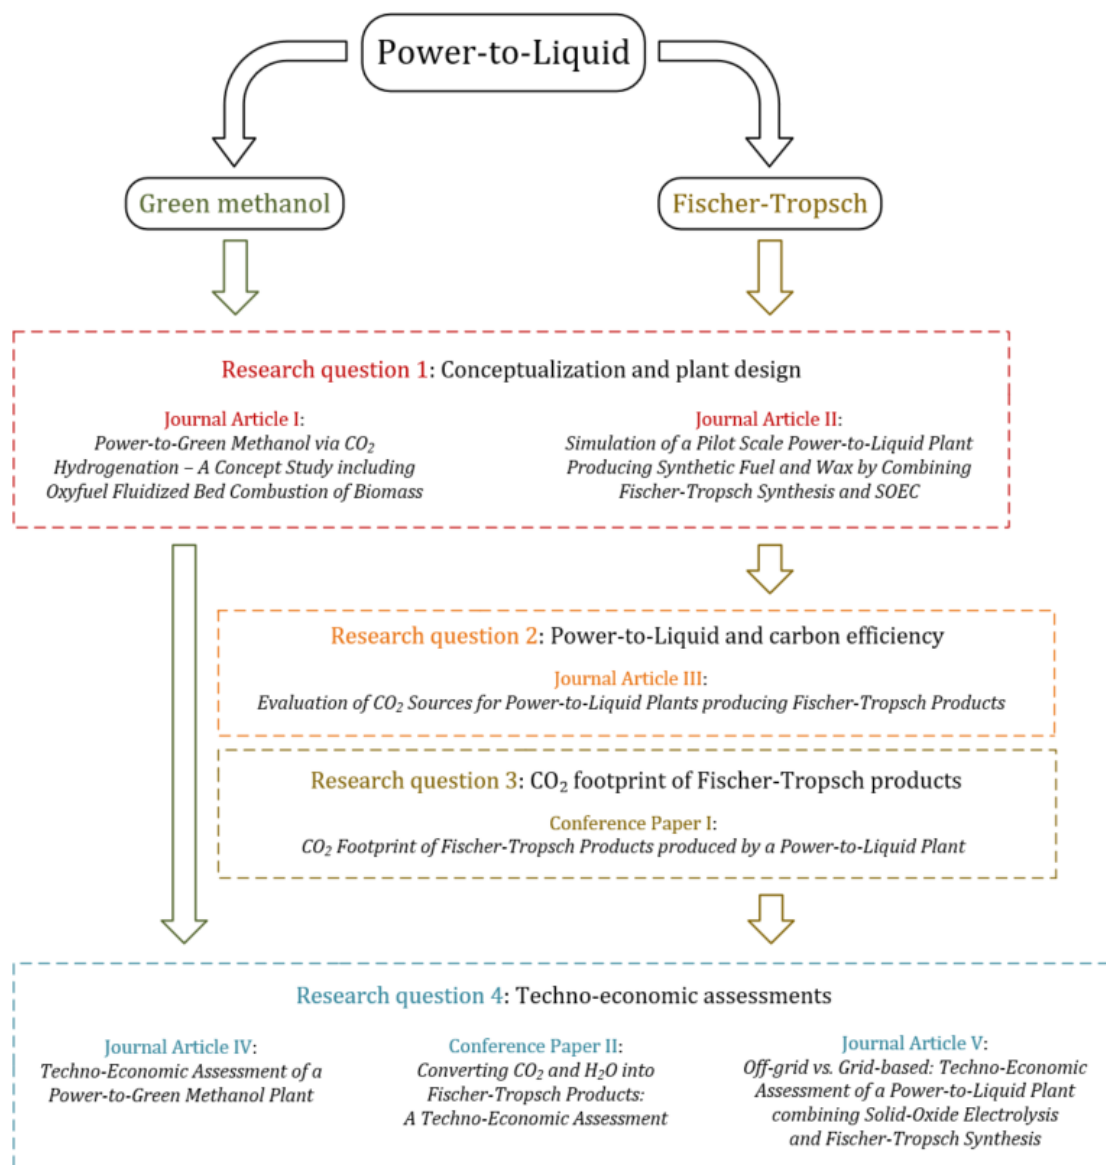 Power-to-Liquid
Green methanol
Fischer-Tropsch
Research question 1: Conceptualization and plant design
Journal Article I:
Power-to-Green Methanol via CO₂
Hydrogenation – A Concept Study including
Oxyfuel Fluidized Bed Combustion of Biomass
Journal Article II:
Simulation of a Pilot Scale Power-to-Liquid Plant
Producing Synthetic Fuel and Wax by Combining
Fischer-Tropsch Synthesis and SOEC
Research question 2: Power-to-Liquid and carbon efficiency
Journal Article III:
Evaluation of CO₂ Sources for Power-to-Liquid Plants producing Fischer-Tropsch Products
Research question 3: CO₂ footprint of Fischer-Tropsch products
Conference Paper I:
CO₂ Footprint of Fischer-Tropsch Products produced by a Power-to-Liquid Plant
Research question 4: Techno-economic assessments
Journal Article IV:
Techno-Economic Assessment of a
Power-to-Green Methanol Plant
Conference Paper II:
Converting CO₂ and H₂O into
Fischer-Tropsch Products:
A Techno-Economic Assessment
Journal Article V:
Off-grid vs. Grid-based: Techno-Economic
Assessment of a Power-to-Liquid Plant
combining Solid-Oxide Electrolysis
and Fischer-Tropsch Synthesis